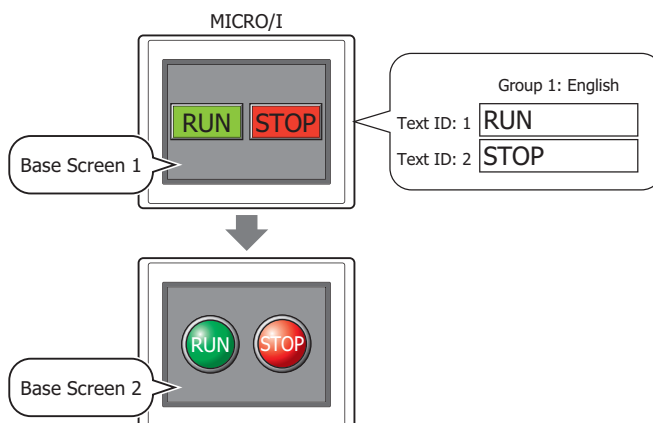 MICRO/I
RUN STOP
Base Screen 1
Group 1: English
Text ID: 1 RUN
Text ID: 2 STOP
RUN STOP
Base Screen 2